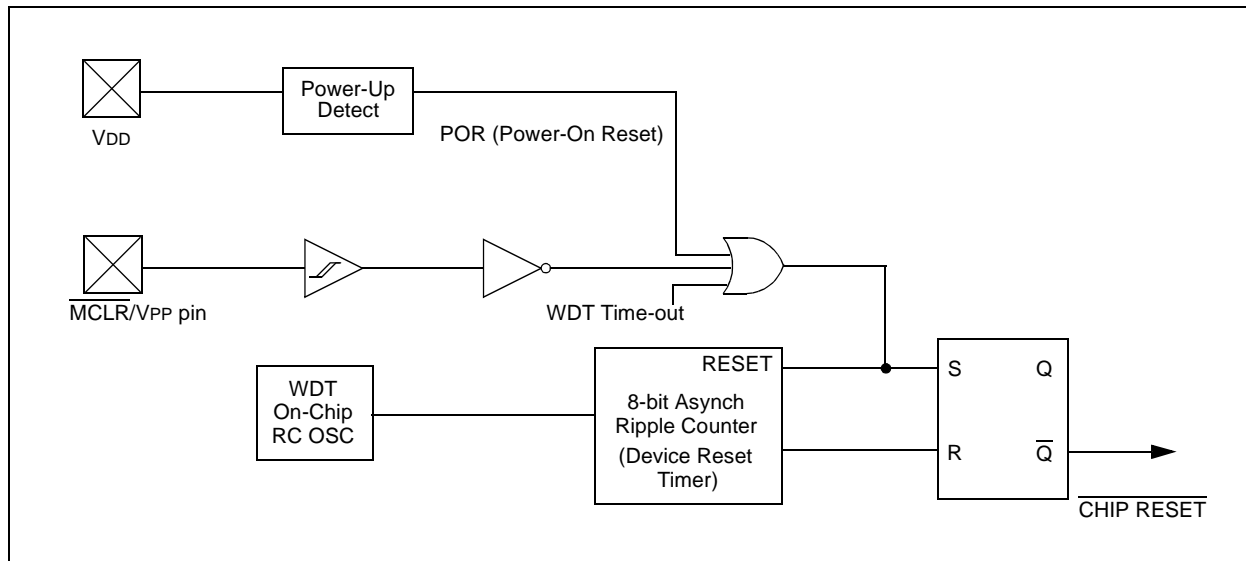 Power-Up
Detect
VDD
POR (Power-On Reset)
MCLR/VPP pin
WDT Time-out
RESET
WDT
On-Chip
RC OSC
8-bit Asynch
Ripple Counter
(Device Reset
Timer)
S
Q
R
Q̅
CHIP RESET